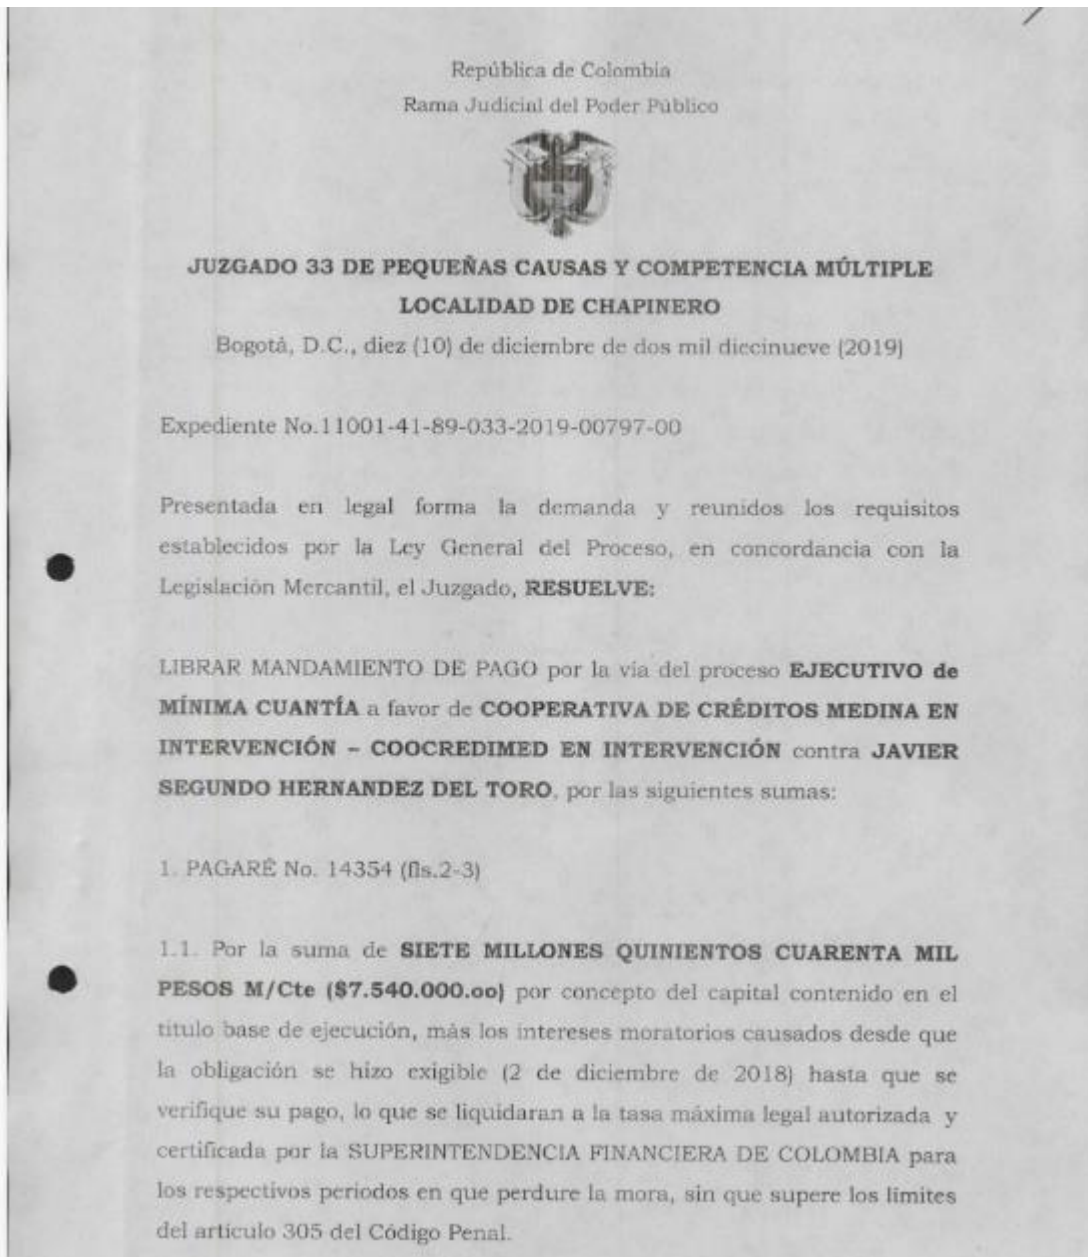 República de Colombia
Rama Judicial del Poder Público
JUZGADO 33 DE PEQUEÑAS CAUSAS Y COMPETENCIA MÚLTIPLE
LOCALIDAD DE CHAPINERO
Bogotá, D.C., diez (10) de diciembre de dos mil diecinueve (2019)
Expediente No.11001-41-89-033-2019-00797-00
Presentada en legal forma la demanda y reunidos los requisitos
establecidos por la Ley General del Proceso, en concordancia con la
Legislación Mercantil, el Juzgado, RESUELVE:
LIBRAR MANDAMIENTO DE PAGO por la vía del proceso EJECUTIVO de
MÍNIMA CUANTÍA a favor de COOPERATIVA DE CRÉDITOS MEDINA EN
INTERVENCIÓN – COOCREDIMED EN INTERVENCIÓN contra JAVIER
SEGUNDO HERNANDEZ DEL TORO, por las siguientes sumas:
1. PAGARÉ No. 14354 (fls.2-3)
1.1. Por la suma de SIETE MILLONES QUINIENTOS CUARENTA MIL
PESOS M/Cte ($7.540.000.oo) por concepto del capital contenido en el
título base de ejecución, más los intereses moratorios causados desde que
la obligación se hizo exigible (2 de diciembre de 2018) hasta que se
verifique su pago, lo que se liquidaran a la tasa máxima legal autorizada y
certificada por la SUPERINTENDENCIA FINANCIERA DE COLOMBIA para
los respectivos periodos en que perdure la mora, sin que supere los límites
del artículo 305 del Código Penal.